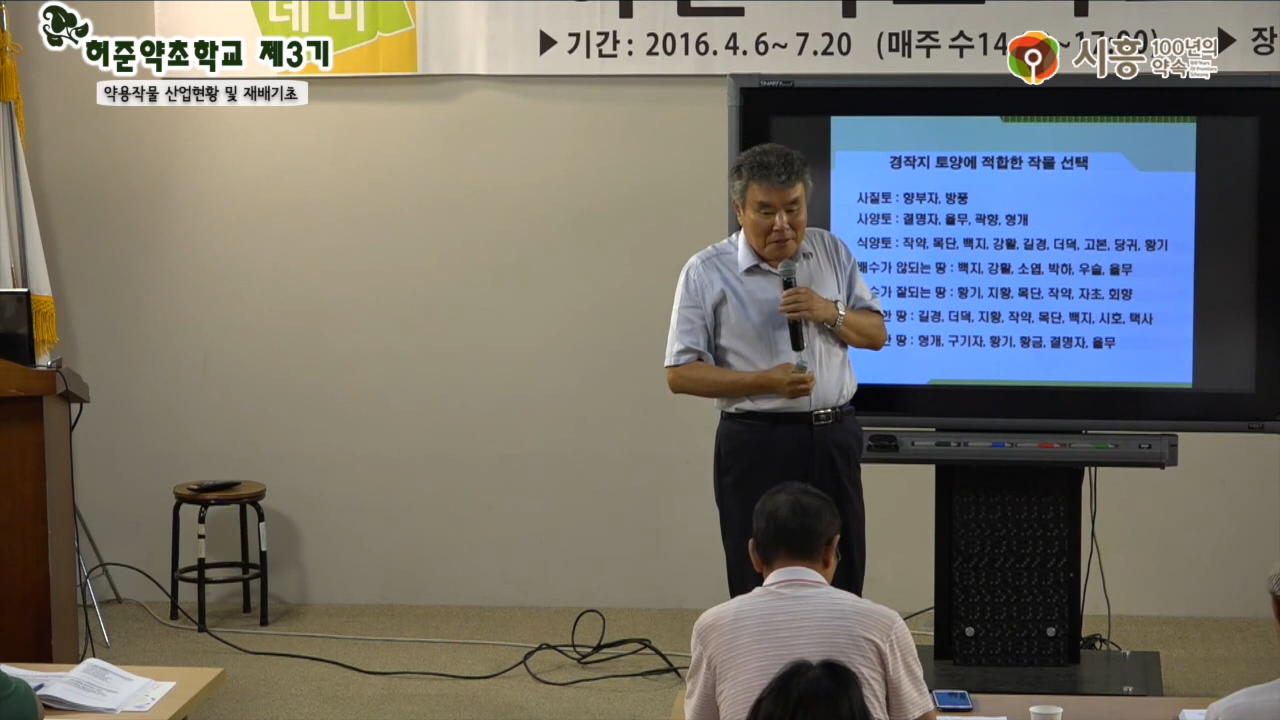 허준약초학교 제3기
약용작물 산업현황 및 재배기초
데미
▶기간 : 2016. 4. 6~ 7.20 (매주 수14
▶장
시흥 100년의 약속
SMART
경작지 토양에 적합한 작물 선택
사질토 : 향부자, 방풍
사양토 : 결명자, 율무, 곽향, 형개
식양토 : 작약, 목단, 백지, 강활, 길경, 더덕, 고본, 당귀, 황기
배수가 않되는 땅 : 백지, 강활, 소엽, 박하, 우슬, 율무
수가 잘되는 땅 : 황기, 지황, 목단, 작약, 자초, 회향
한 땅 : 길경, 더덕, 지황, 작약, 목단, 백지, 시호, 택사
한 땅 : 형개, 구기자, 황기, 황금, 결명자, 율무